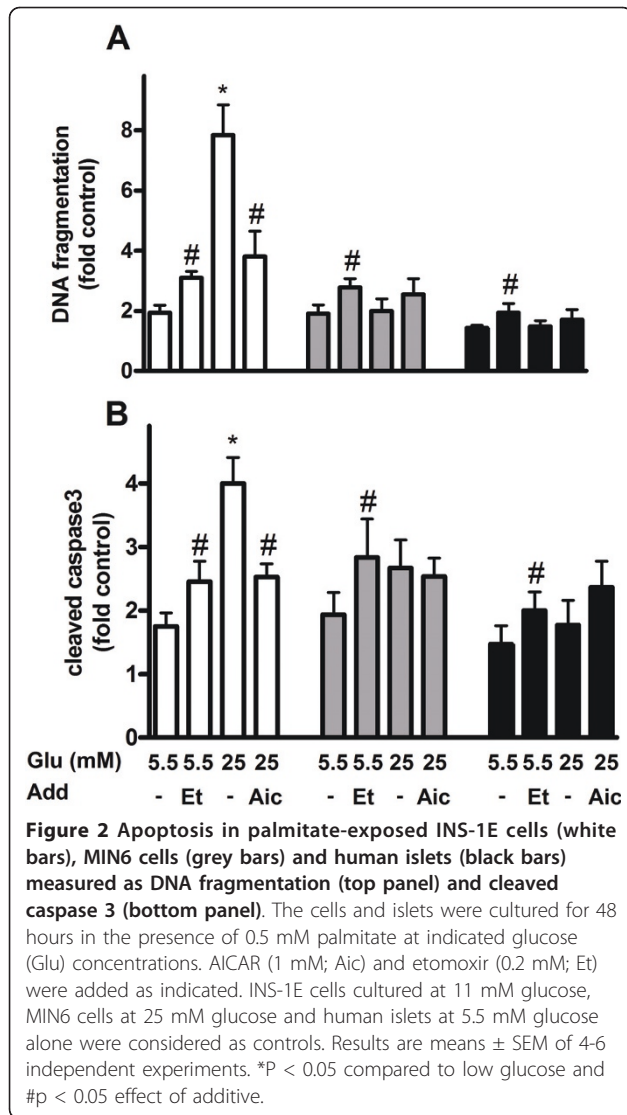 A
DNA fragmentation
(fold control)
8
6
4
2
0
*
#
#
#
#
B
cleaved caspase3
(fold control)
4
3
2
1
0
*
#
#
#
#
Glu (mM) 5.5 5.5 25 25 5.5 5.5 25 25 5.5 5.5 25 25
Add - Et - Aic - Et - Aic - Et - Aic
Figure 2 Apoptosis in palmitate-exposed INS-1E cells (white
bars), MIN6 cells (grey bars) and human islets (black bars)
measured as DNA fragmentation (top panel) and cleaved
caspase 3 (bottom panel). The cells and islets were cultured for 48
hours in the presence of 0.5 mM palmitate at indicated glucose
(Glu) concentrations. AICAR (1 mM; Aic) and etomoxir (0.2 mM; Et)
were added as indicated. INS-1E cells cultured at 11 mM glucose,
MIN6 cells at 25 mM glucose and human islets at 5.5 mM glucose
alone were considered as controls. Results are means ± SEM of 4-6
independent experiments. *P < 0.05 compared to low glucose and
#p < 0.05 effect of additive.